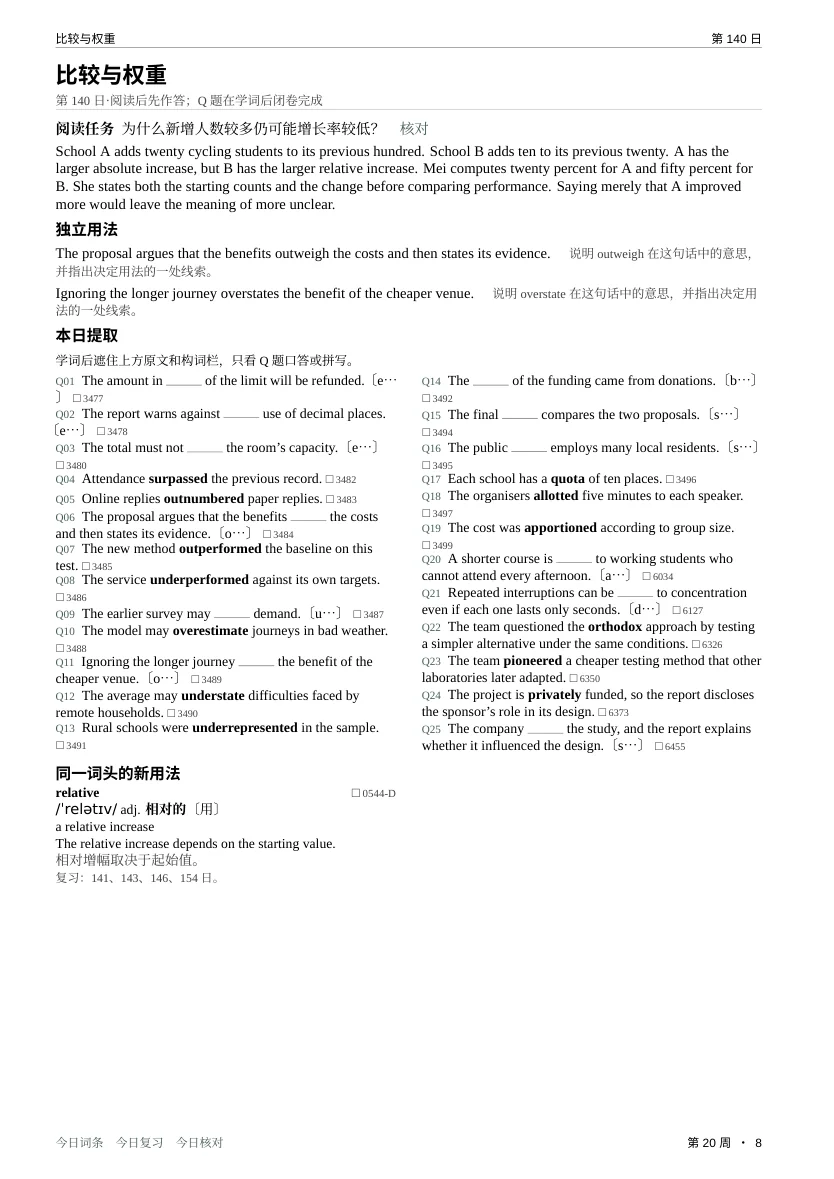 比较与权重 第 140 日
比较与权重
第 140 日·阅读后先作答；Q 题在学词后闭卷完成
阅读任务 为什么新增人数较多仍可能增长率较低？ 核对
School A adds twenty cycling students to its previous hundred. School B adds ten to its previous twenty. A has the
larger absolute increase, but B has the larger relative increase. Mei computes twenty percent for A and fifty percent for
B. She states both the starting counts and the change before comparing performance. Saying merely that A improved
more would leave the meaning of more unclear.
独立用法
The proposal argues that the benefits outweigh the costs and then states its evidence. 说明 outweigh 在这句话中的意思，
并指出决定用法的一处线索。
Ignoring the longer journey overstates the benefit of the cheaper venue. 说明 overstate 在这句话中的意思，并指出决定用
法的一处线索。
本日提取
学词后遮住上方原文和构词栏，只看 Q 题口答或拼写。
Q01 The amount in _____ of the limit will be refunded.〔e…
〕 □ 3477
Q02 The report warns against _____ use of decimal places.
〔e…〕 □ 3478
Q03 The total must not _____ the room’s capacity.〔e…〕
□ 3480
Q04 Attendance surpassed the previous record. □ 3482
Q05 Online replies outnumbered paper replies. □ 3483
Q06 The proposal argues that the benefits _____ the costs
and then states its evidence.〔o…〕 □ 3484
Q07 The new method outperformed the baseline on this
test. □ 3485
Q08 The service underperformed against its own targets.
□ 3486
Q09 The earlier survey may _____ demand.〔u…〕 □ 3487
Q10 The model may overestimate journeys in bad weather.
□ 3488
Q11 Ignoring the longer journey _____ the benefit of the
cheaper venue.〔o…〕 □ 3489
Q12 The average may understate difficulties faced by
remote households. □ 3490
Q13 Rural schools were underrepresented in the sample.
□ 3491
Q14 The _____ of the funding came from donations.〔b…〕
□ 3492
Q15 The final _____ compares the two proposals.〔s…〕
□ 3494
Q16 The public _____ employs many local residents.〔s…〕
□ 3495
Q17 Each school has a quota of ten places. □ 3496
Q18 The organisers allotted five minutes to each speaker.
□ 3497
Q19 The cost was apportioned according to group size.
□ 3499
Q20 A shorter course is _____ to working students who
cannot attend every afternoon.〔a…〕 □ 6034
Q21 Repeated interruptions can be _____ to concentration
even if each one lasts only seconds.〔d…〕 □ 6127
Q22 The team questioned the orthodox approach by testing
a simpler alternative under the same conditions. □ 6326
Q23 The team pioneered a cheaper testing method that other
laboratories later adapted. □ 6350
Q24 The project is privately funded, so the report discloses
the sponsor’s role in its design. □ 6373
Q25 The company _____ the study, and the report explains
whether it influenced the design.〔s…〕 □ 6455
同一词头的新用法
relative □ 0544-D
/ˈrelətɪv/ adj. 相对的〔用〕
a relative increase
The relative increase depends on the starting value.
相对增幅取决于起始值。
复习：141、143、146、154 日。
今日词条 今日复习 今日核对 第 20 周 · 8